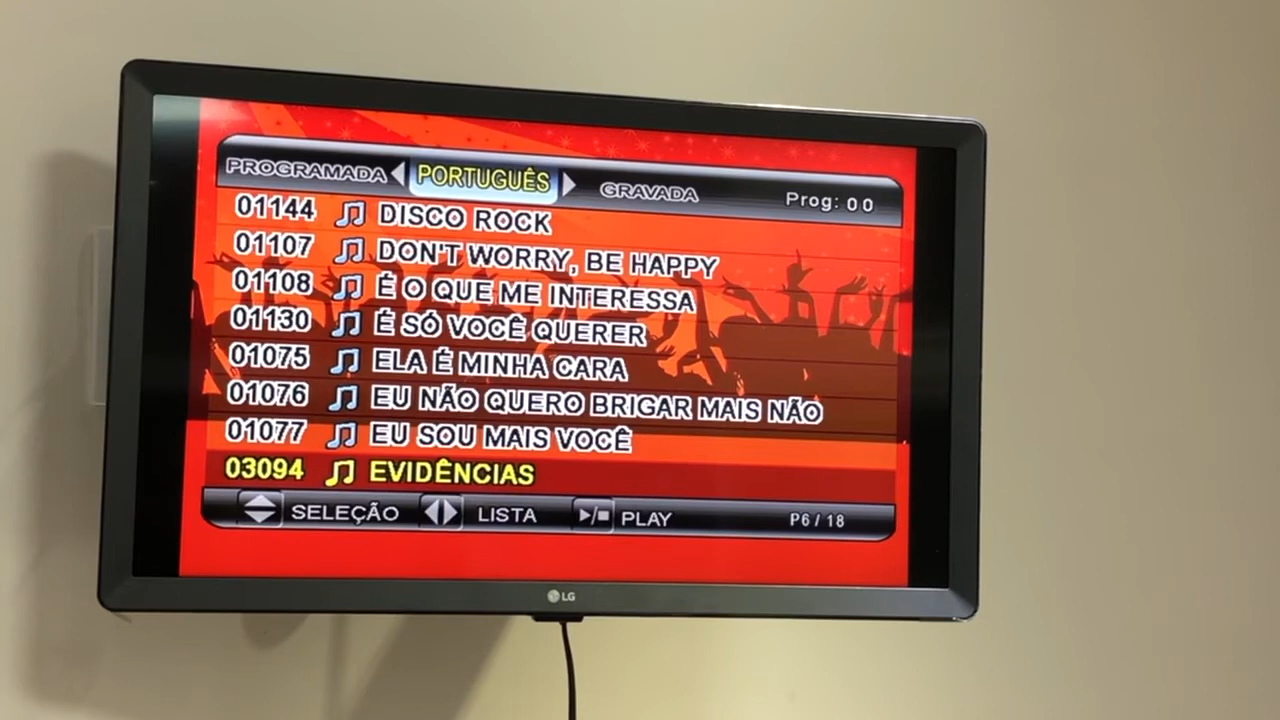 PROGRAMADA PORTUGUÊS GRAVADA Prog: 00
01144 DISCO ROCK
01107 DON'T WORRY, BE HAPPY
01108 É O QUE ME INTERESSA
01130 É SÓ VOCÊ QUERER
01075 ELA É MINHA CARA
01076 EU NÃO QUERO BRIGAR MAIS NÃO
01077 EU SOU MAIS VOCÊ
03094 EVIDÊNCIAS
SELEÇÃO LISTA PLAY P6/18
LG